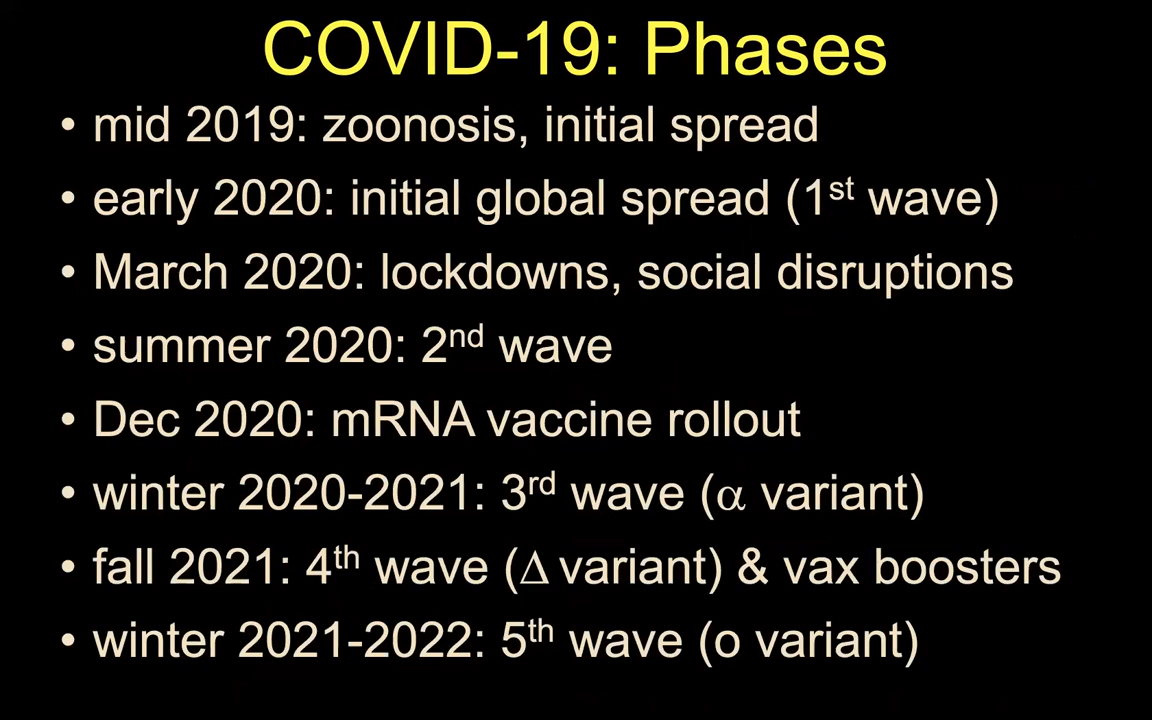 COVID-19: Phases
• mid 2019: zoonosis, initial spread
• early 2020: initial global spread (1st wave)
• March 2020: lockdowns, social disruptions
• summer 2020: 2nd wave
• Dec 2020: mRNA vaccine rollout
• winter 2020-2021: 3rd wave (α variant)
• fall 2021: 4th wave (Δ variant) & vax boosters
• winter 2021-2022: 5th wave (o variant)